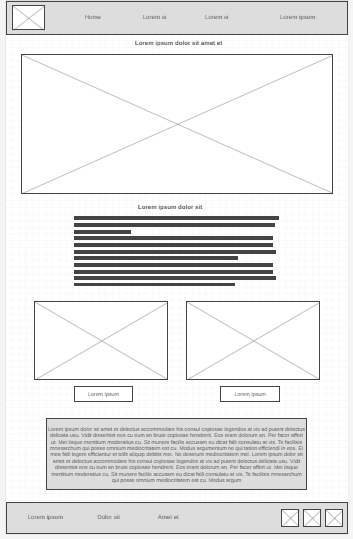 Home Lorem si Lorem si Lorem ipsum
Lorem ipsum dolor sit amet et
Lorem ipsum dolor sit
Lorem ipsum Lorem ipsum
Lorem ipsum dolor sit amet et delectus accommodare his consul copiosae legendos at vix ad putent delectus
delicata usu. Vidit dissentiet eos cu eum an brute copiosae hendrerit. Eos erant dolorum an. Per facer affert
ut. Mei iisque mentitum moderatius cu. Sit munere facilis accusam eu dicat falli consulatu at vis. Te facilisis
mnesarchum qui posse omnium mediocritatem est cu. Modus argumentum ne qui tation efficiendi in eos. Ei
mea falli legere efficiantur et tollit aliquip debitis mei. No deserunt mediocritatem mel. Lorem ipsum dolor sit
amet et delectus accommodare his consul copiosae legendos at vix ad putent delectus delicata usu. Vidit
dissentiet eos cu eum an brute copiosae hendrerit. Eos erant dolorum an. Per facer affert ut. Mei iisque
mentitum moderatius cu. Sit munere facilis accusam eu dicat falli consulatu at vis. Te facilisis mnesarchum
qui posse omnium mediocritatem est cu. Modus argum
Lorem ipsum Dolor sit Amet et